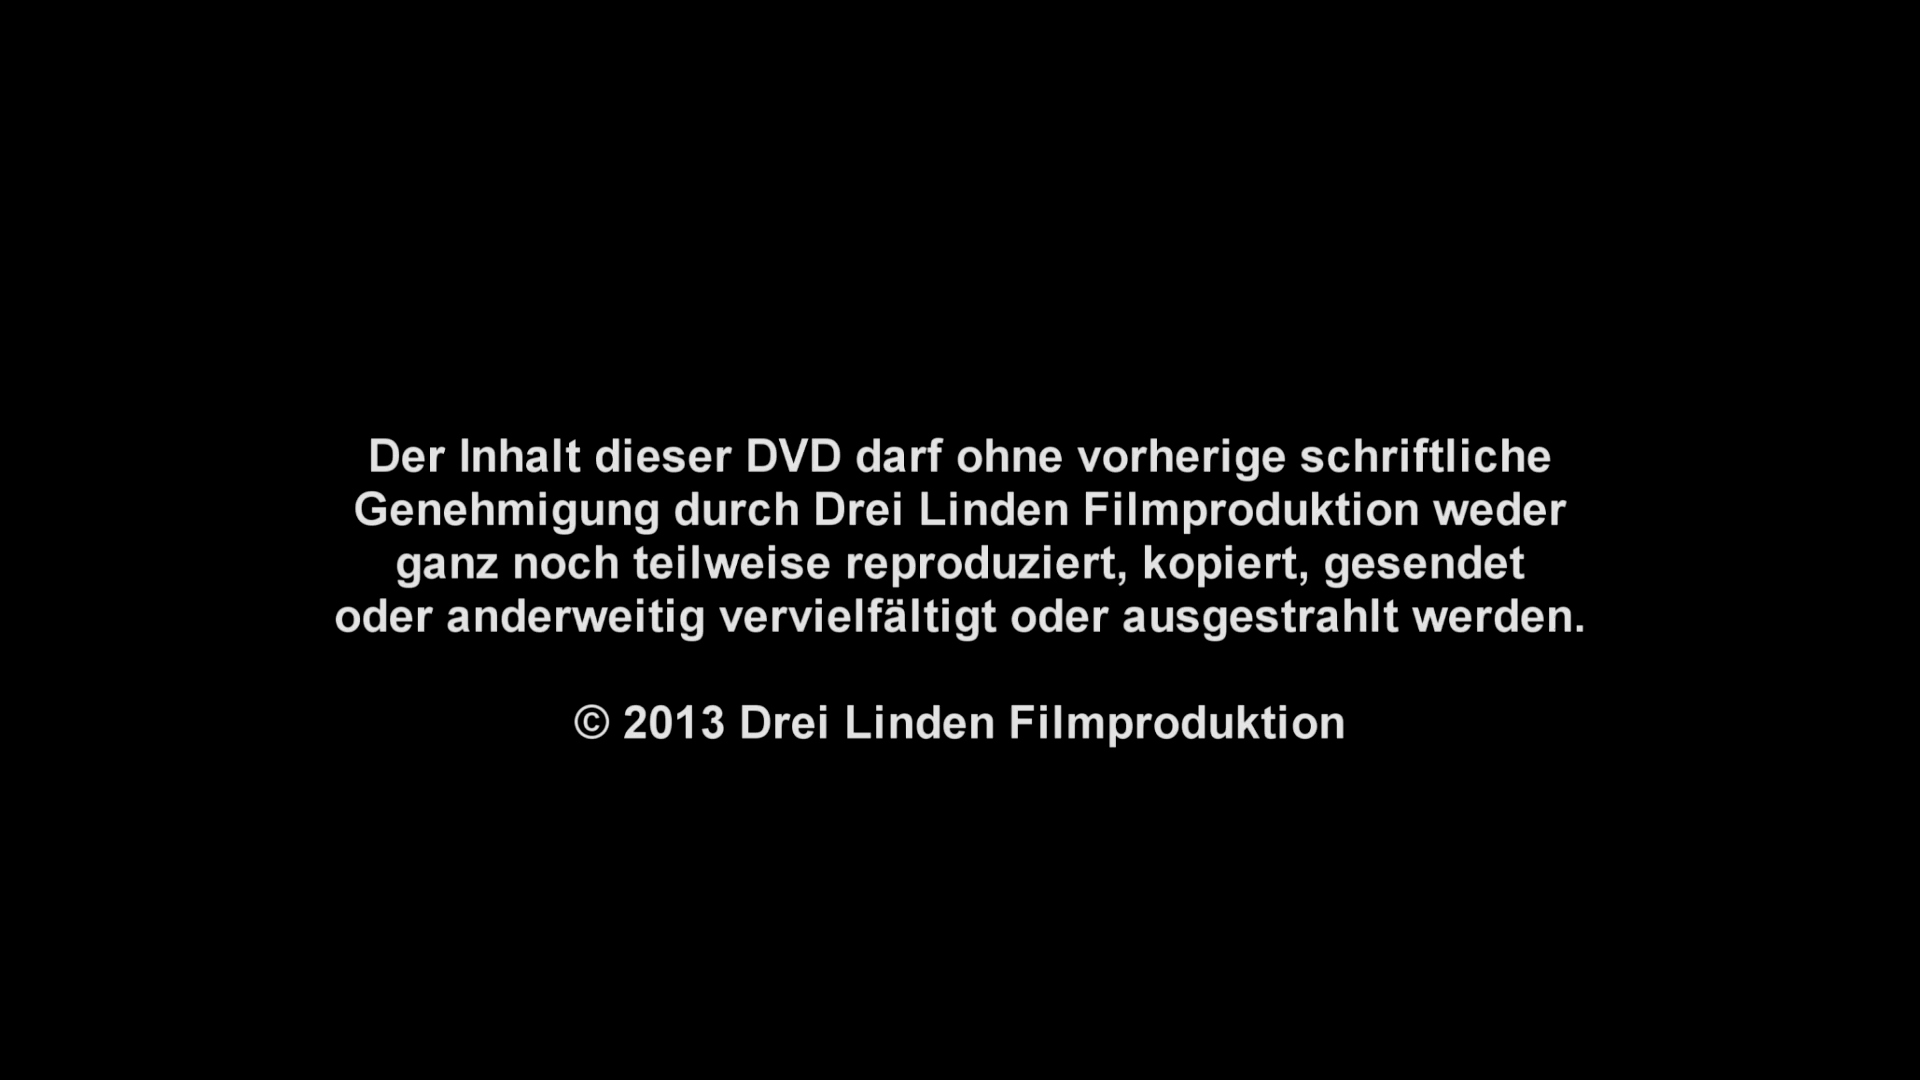 Der Inhalt dieser DVD darf ohne vorherige schriftliche
Genehmigung durch Drei Linden Filmproduktion weder
ganz noch teilweise reproduziert, kopiert, gesendet
oder anderweitig vervielfältigt oder ausgestrahlt werden.
© 2013 Drei Linden Filmproduktion